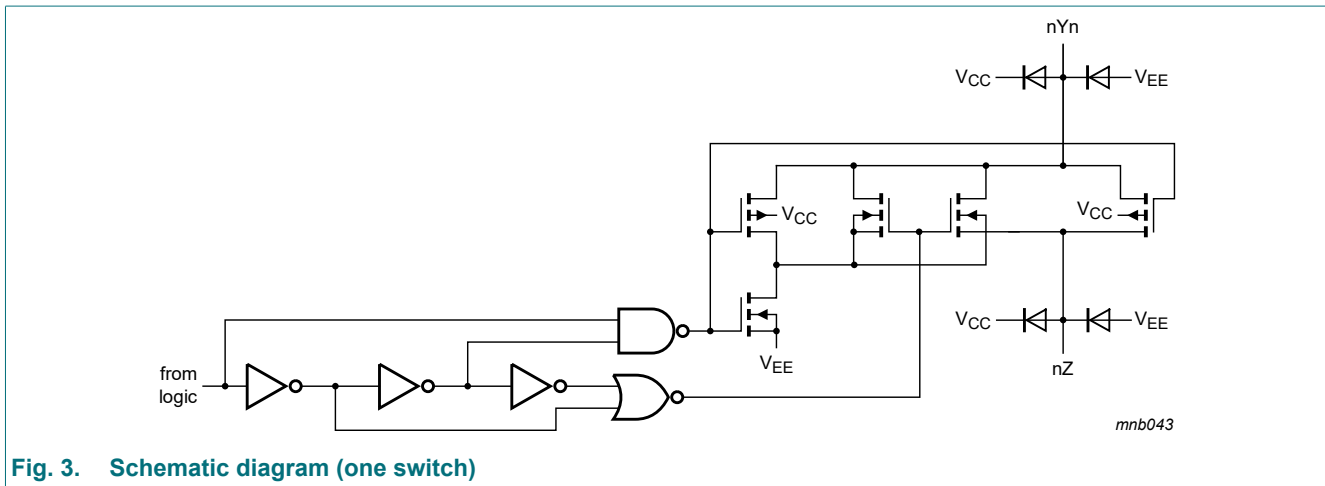 nYn
VCC
VEE
VCC
VCC
VCC
VEE
VEE
from
logic
nZ
mnb043
Fig. 3. Schematic diagram (one switch)